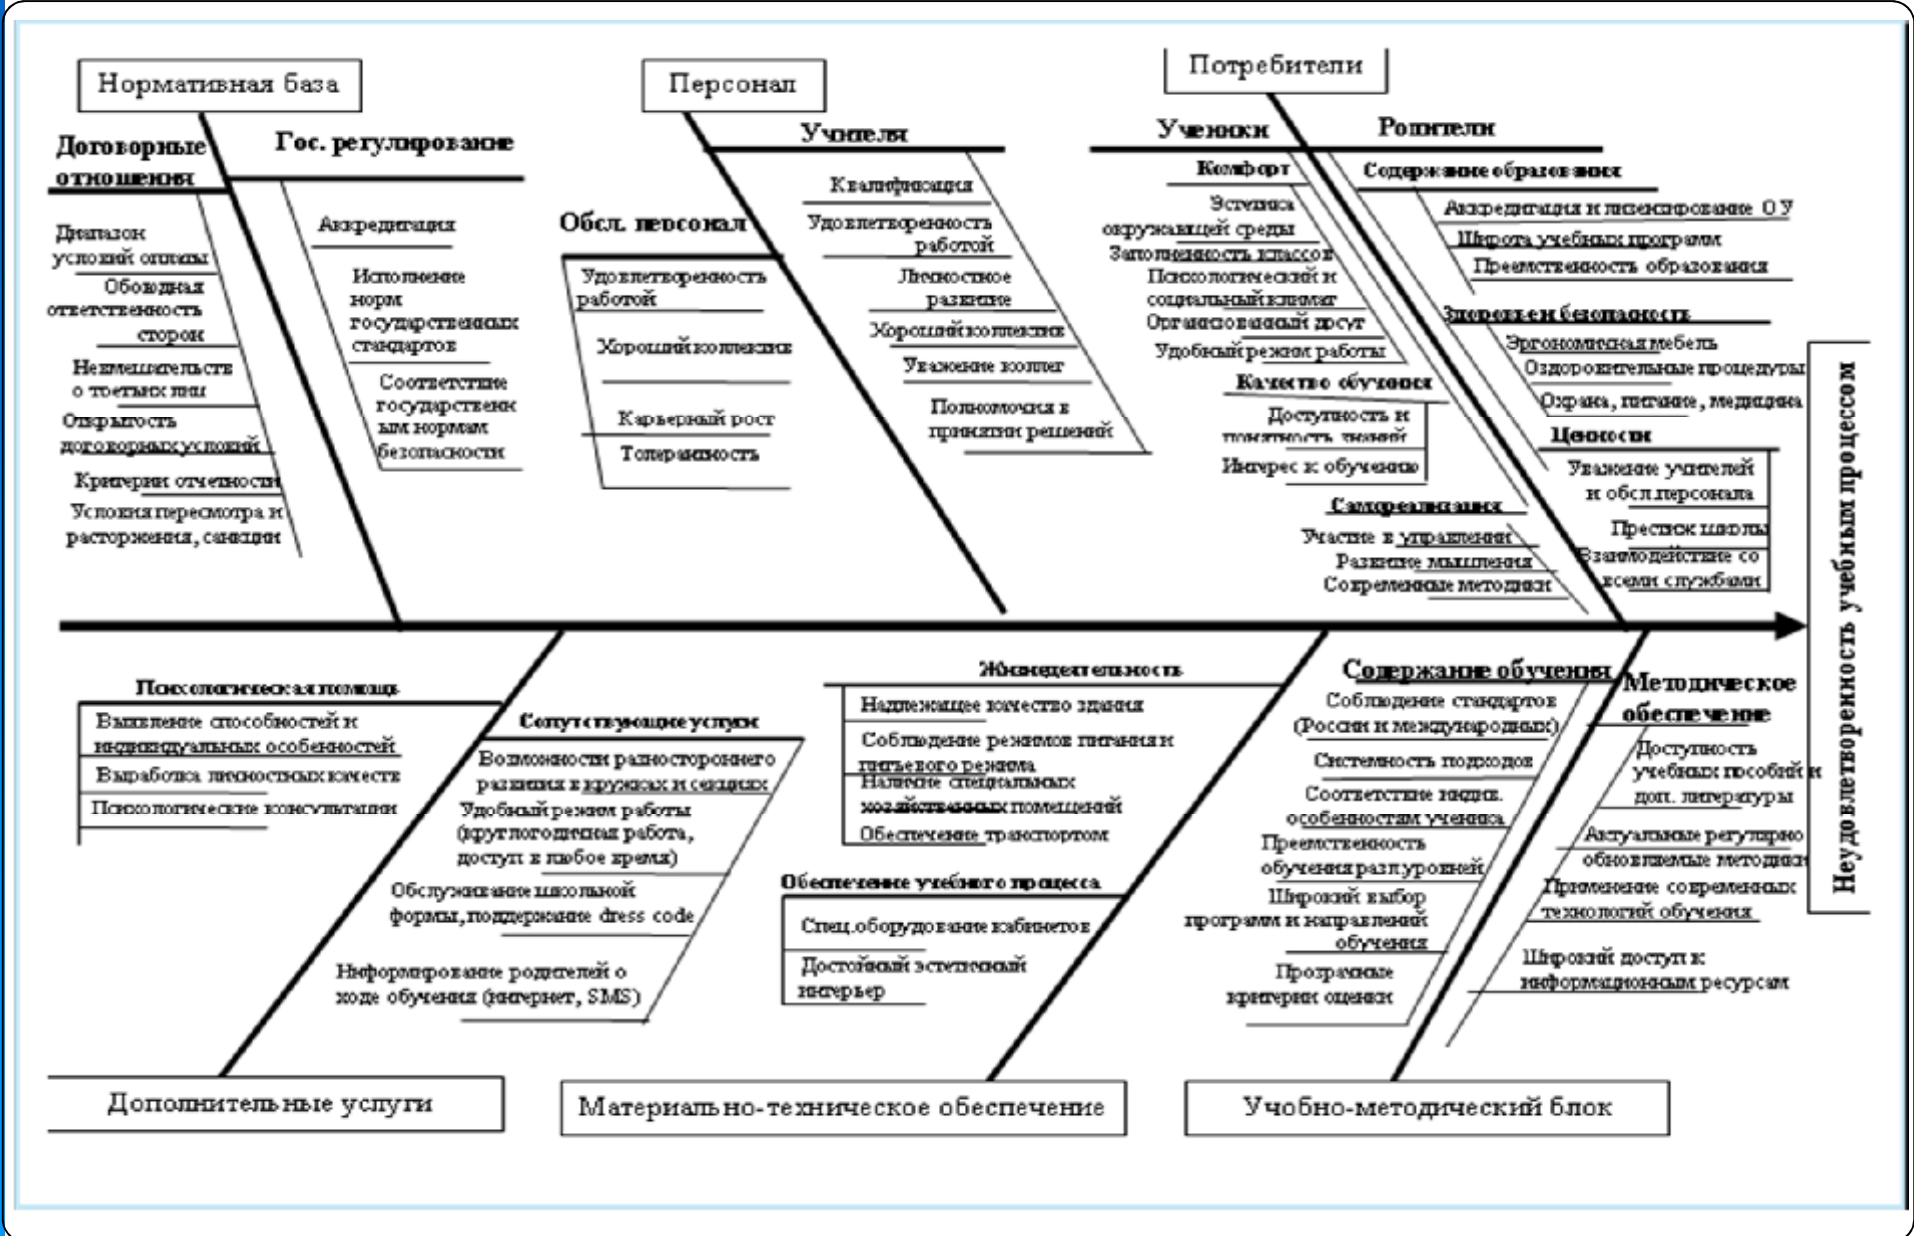 Нормативная база
Договорные
отношения
Диапазон
условий оплаты
Обоюдная
ответственность
сторон
Невмешательств
о третьих лиц
Открытость
договорных условий
Критерии отчетности
Условия пересмотра и
расторжения, санкции
Гос. регулирование
Аккредитация
Исполнение
норм
государственных
стандартов
Соответствие
государственн
ым нормам
безопасности
Персонал
Обсл. персонал
Удовлетворенность
работой
Хороший коллектив
Карьерный рост
Толерантность
Учителя
Квалификация
Удовлетворенность
работой
Личностное
развитие
Хороший коллектив
Уважение коллег
Полномочия в
принятии решений
Потребители
Ученики
Комфорт
Эстетика
окружающей среды
Заполненность классов
Психологический и
социальный климат
Организованный досуг
Удобный режим работы
Качество обучения
Доступность и
понятность знаний
Интерес к обучению
Самореализация
Участие в управлении
Развитие мышления
Современные методики
Родители
Содержание образования
Аккредитация и лизензирование ОУ
Широта учебных программ
Преемственность образования
Здоровье и безопасность
Эргономичная мебель
Оздоровительные процедуры
Охрана, питание, медицина
Ценности
Уважение учителей
и обсл.персонала
Престиж школы
Взаимодействие со
всеми службами
Неудовлетворенность учебным процессом
Психологическая помощь
Выявление способностей и
индивидуальных особенностей
Выработка личностных качеств
Психологические консультации
Сопутствующие услуги
Возможности разностороннего
развития в кружках и секциях
Удобный режим работы
(круглогодичная работа,
доступ в любое время)
Обслуживание школьной
формы, поддержание dress code
Информирование родителей о
ходе обучения (интернет, SMS)
Дополнительные услуги
Жизнедеятельность
Надлежащее качество здания
Соблюдение режимов питания и
питьевого режима
Наличие специальных
хозяйственных помещений
Обеспечение транспортом
Обеспечение учебного процесса
Спец.оборудование кабинетов
Достойный эстетичный
интерьер
Материально-техническое обеспечение
Содержание обучения
Соблюдение стандартов
(России и международных)
Системность подходов
Соответствие индив.
особенностям ученика
Преемственность
обучения разл уровней
Широкий выбор
программ и направлений
обучения
Прозрачные
критерии оценки
Методическое
обеспечение
Доступность
учебных пособий и
доп. литературы
Актуальные регулярно
обновляемые методики
Применение современных
технологий обучения
Широкий доступ к
информационным ресурсам
Учобно-методический блок